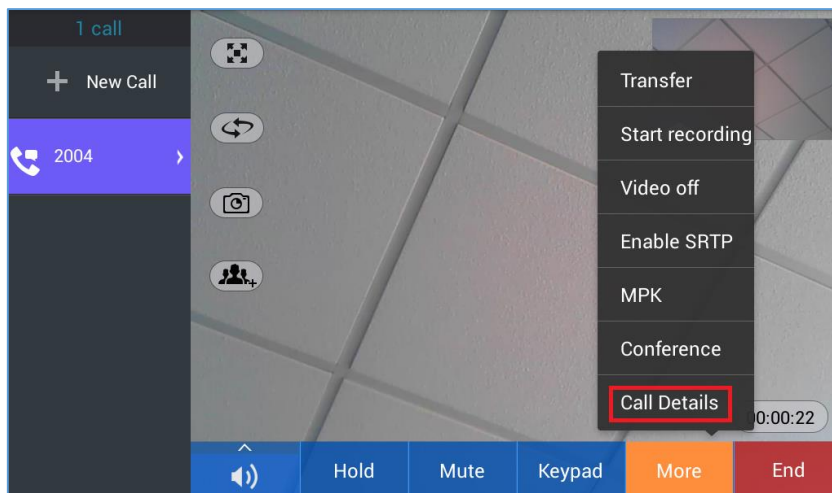 1 call
New Call
2004
Transfer
Start recording
Video off
Enable SRTP
MPK
Conference
Call Details
00:00:22
Hold
Mute
Keypad
More
End